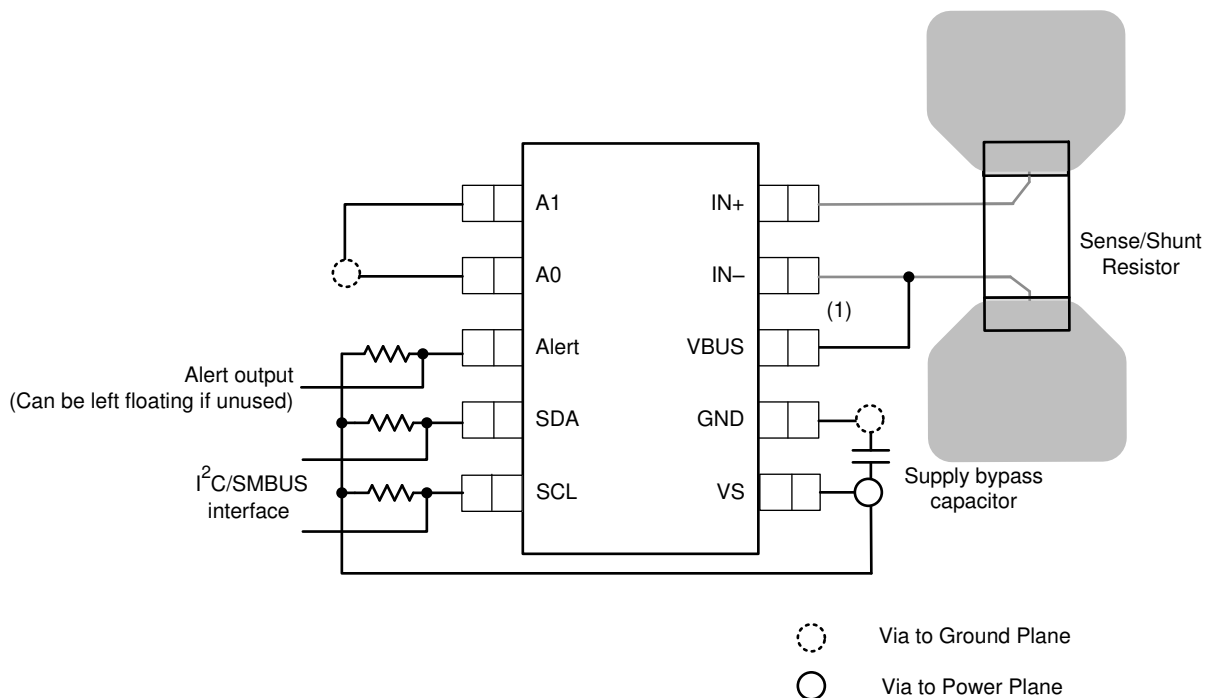 A1
IN+
Sense/Shunt
Resistor
A0
IN–
(1)
Alert
VBUS
Alert output
(Can be left floating if unused)
SDA
GND
I²C/SMBUS
interface
SCL
VS
Supply bypass
capacitor
Via to Ground Plane
Via to Power Plane